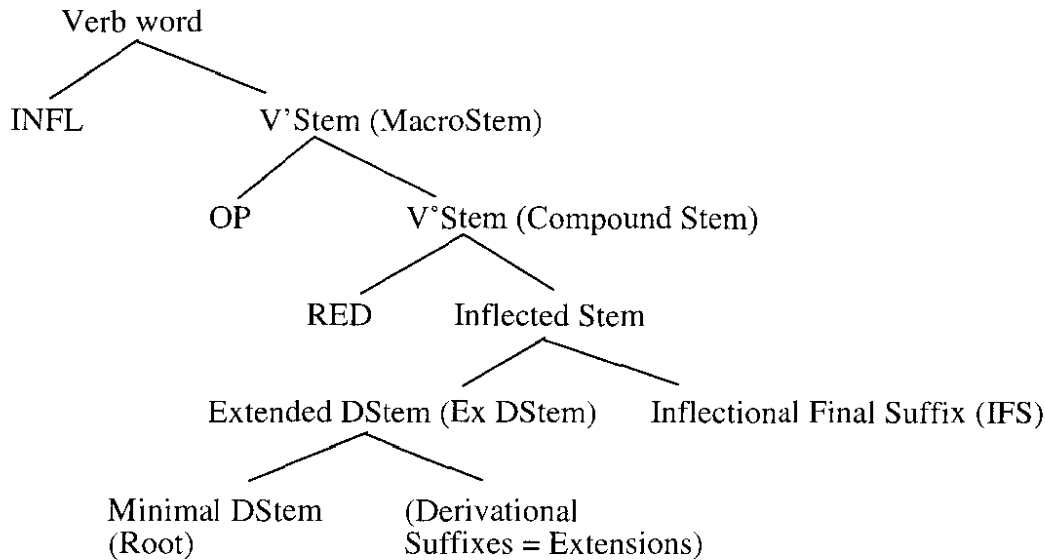 Verb word
INFL V’Stem (MacroStem)
OP V°Stem (Compound Stem)
RED Inflected Stem
Extended DStem (Ex DStem) Inflectional Final Suffix (IFS)
Minimal DStem (Derivational
(Root) Suffixes = Extensions)